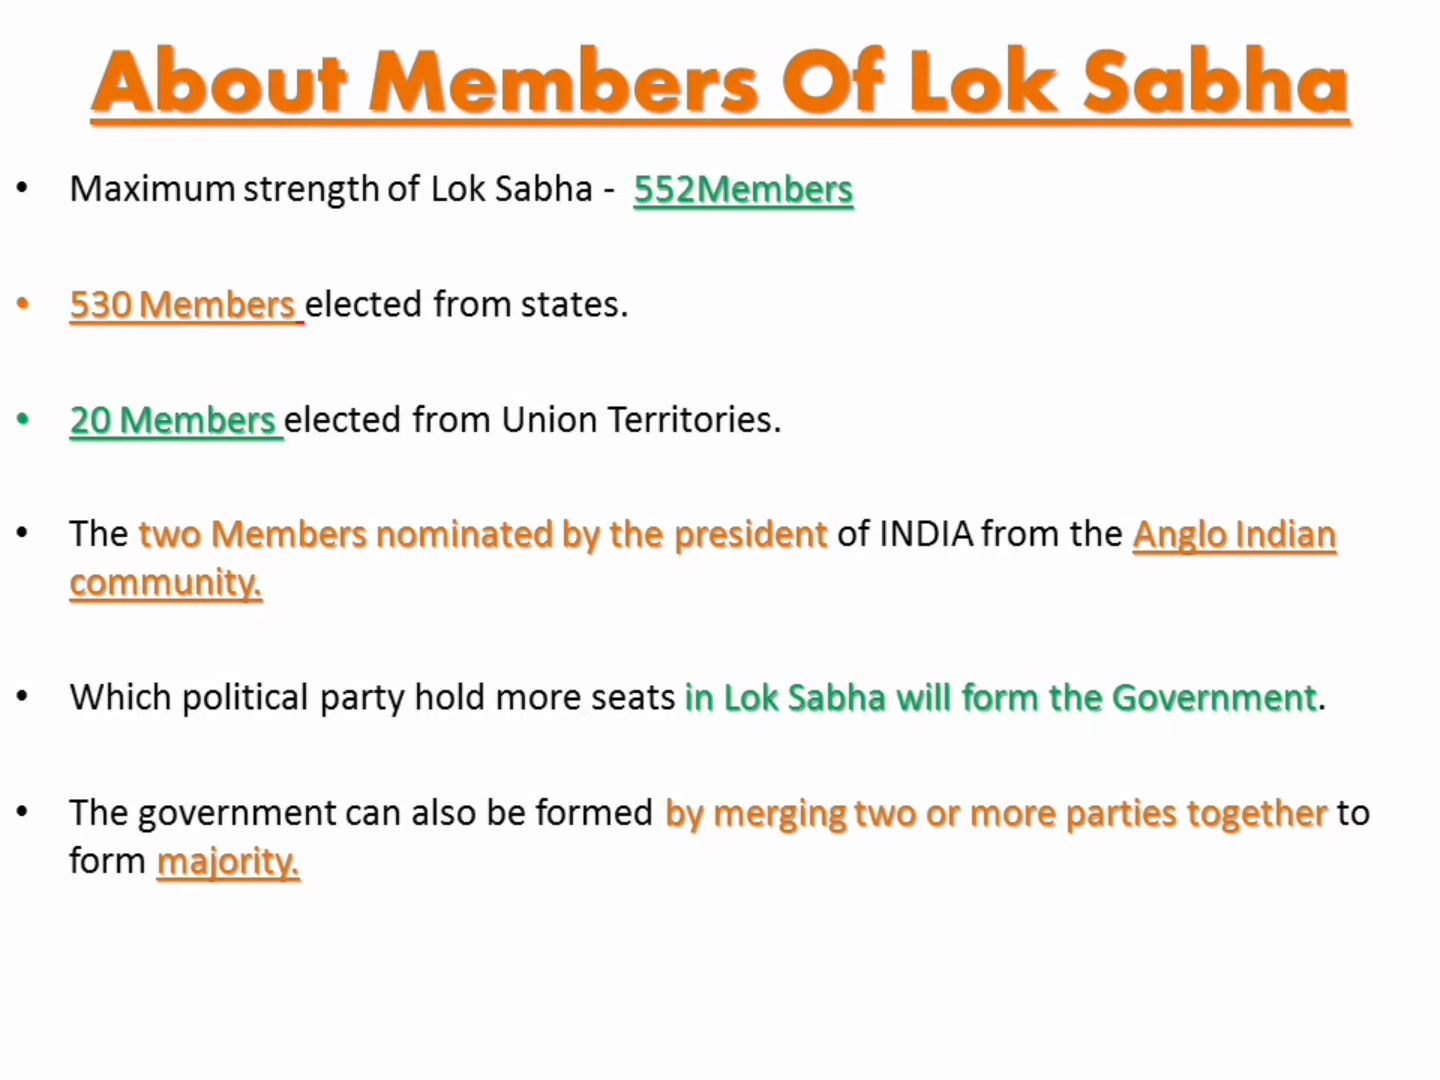 About Members Of Lok Sabha
• Maximum strength of Lok Sabha - 552Members
• 530 Members elected from states.
• 20 Members elected from Union Territories.
• The two Members nominated by the president of INDIA from the Anglo Indian
community.
• Which political party hold more seats in Lok Sabha will form the Government.
• The government can also be formed by merging two or more parties together to
form majority.